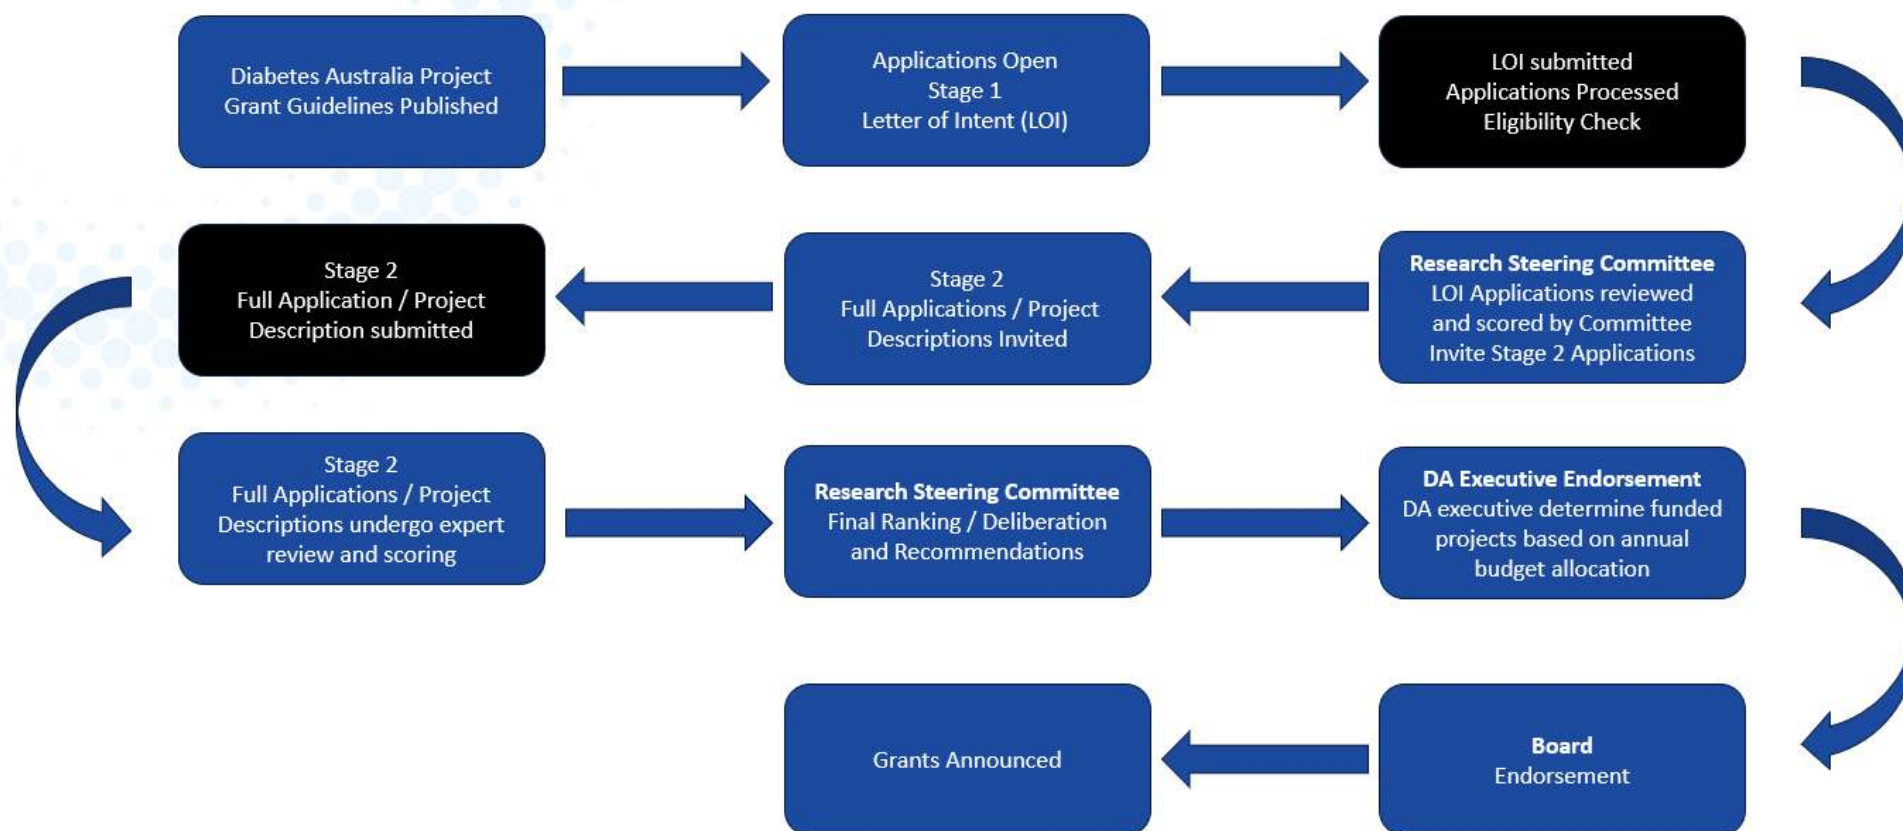 Diabetes Australia Project
Grant Guidelines Published
Applications Open
Stage 1
Letter of Intent (LOI)
LOI submitted
Applications Processed
Eligibility Check
Research Steering Committee
LOI Applications reviewed
and scored by Committee
Invite Stage 2 Applications
Stage 2
Full Applications / Project
Descriptions Invited
Stage 2
Full Application / Project
Description submitted
Stage 2
Full Applications / Project
Descriptions undergo expert
review and scoring
Research Steering Committee
Final Ranking / Deliberation
and Recommendations
DA Executive Endorsement
DA executive determine funded
projects based on annual
budget allocation
Board
Endorsement
Grants Announced